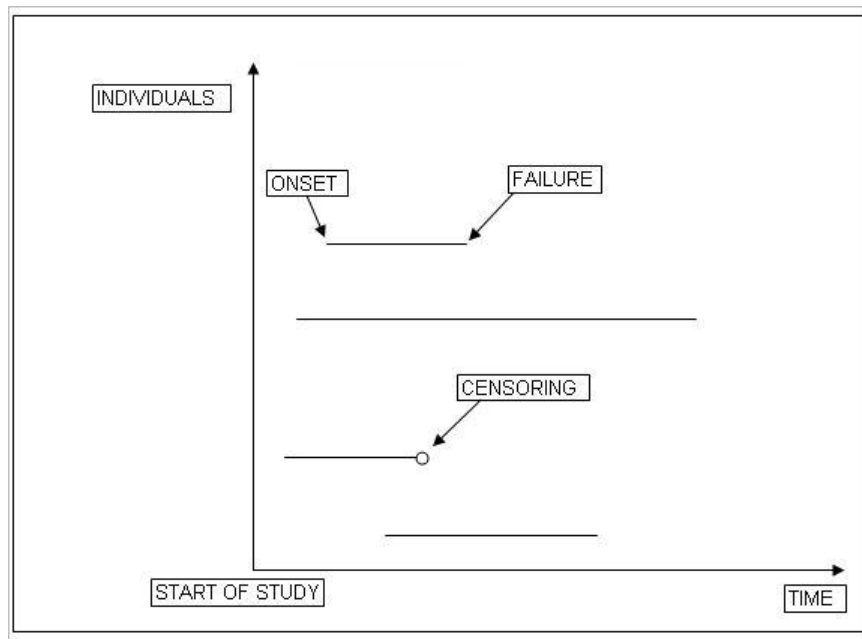 INDIVIDUALS
ONSET
FAILURE
CENSORING
START OF STUDY
TIME